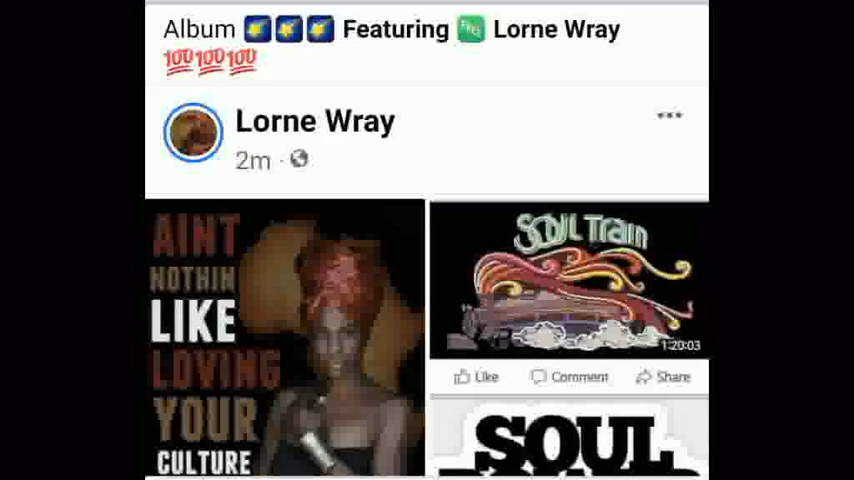 Album Featuring FREE Lorne Wray
💯💯💯
Lorne Wray
2m ·
AINT
NOTHIN
LIKE
LOVING
YOUR
CULTURE
SOUL TRAIN
1:20:03
Like Comment Share
SOUL